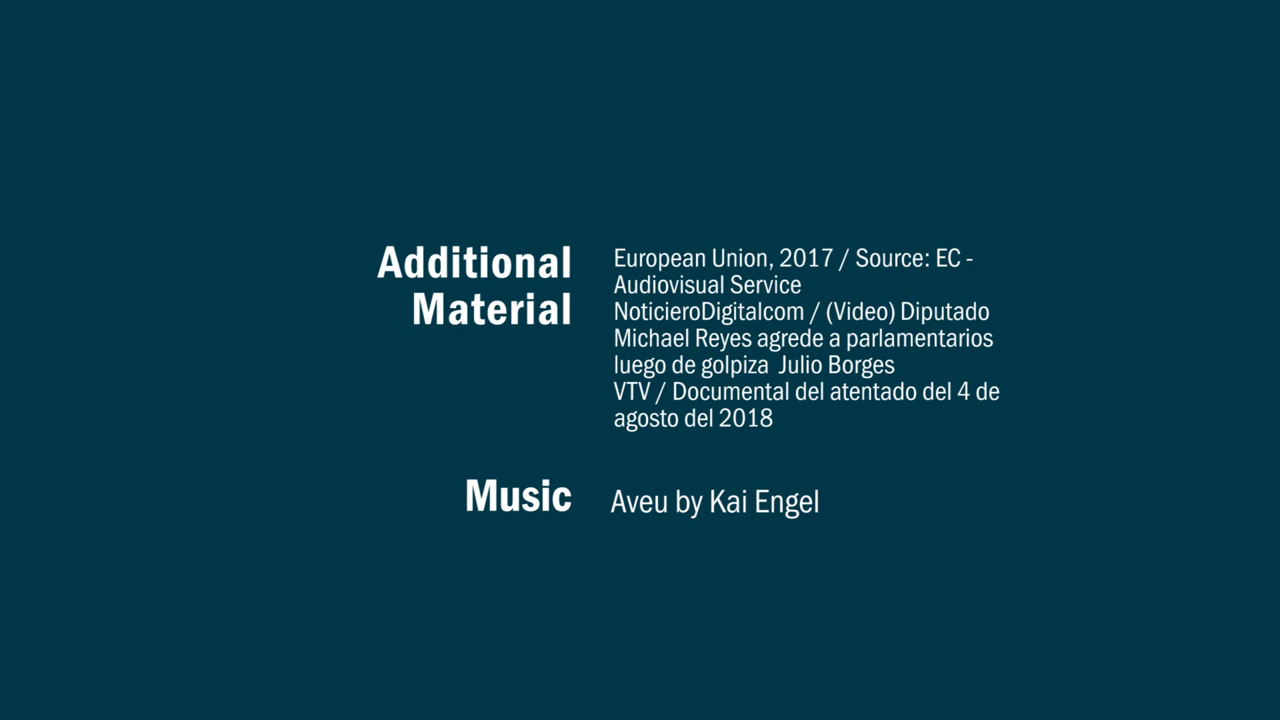 Additional
Material
European Union, 2017 / Source: EC -
Audiovisual Service
NoticieroDigitalcom / (Video) Diputado
Michael Reyes agrede a parlamentarios
luego de golpiza  Julio Borges
VTV / Documental del atentado del 4 de
agosto del 2018
Music
Aveu by Kai Engel